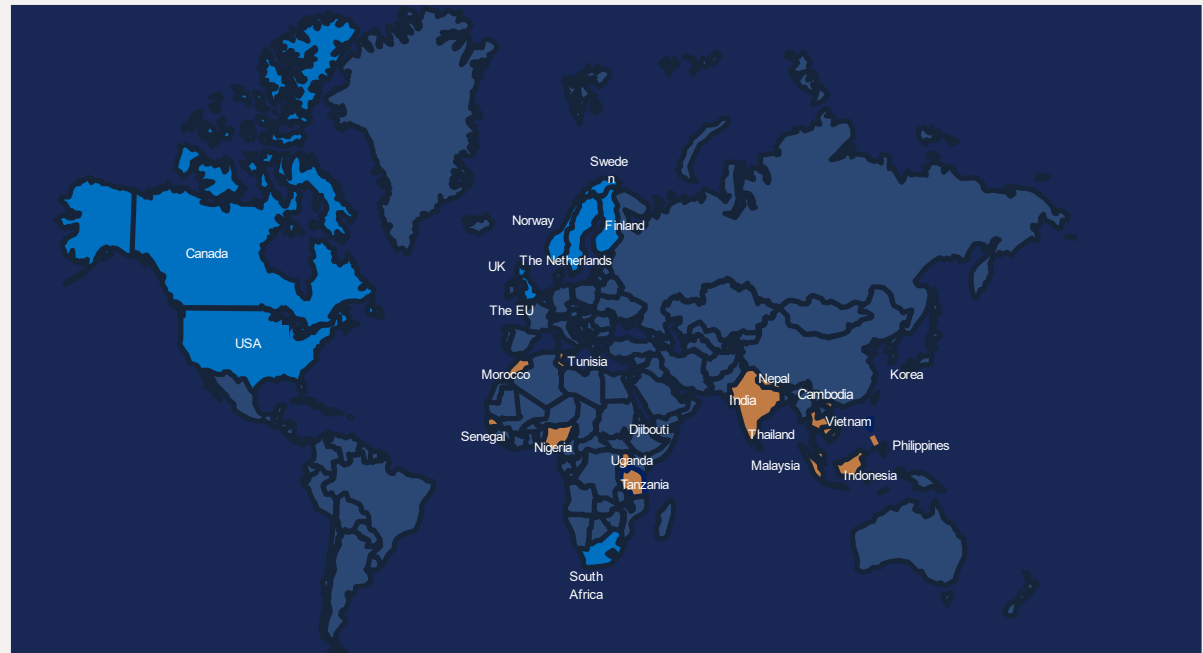 Swede
n
Norway
Finland
Canada
The Netherlands
UK
The EU
USA
Tunisia
Morocco
Korea
Nepal
Cambodia
India
Vietnam
Djibouti
Thailand
Senegal
Nigeria
Philippines
Uganda
Malaysia
Indonesia
Tanzania
South
Africa